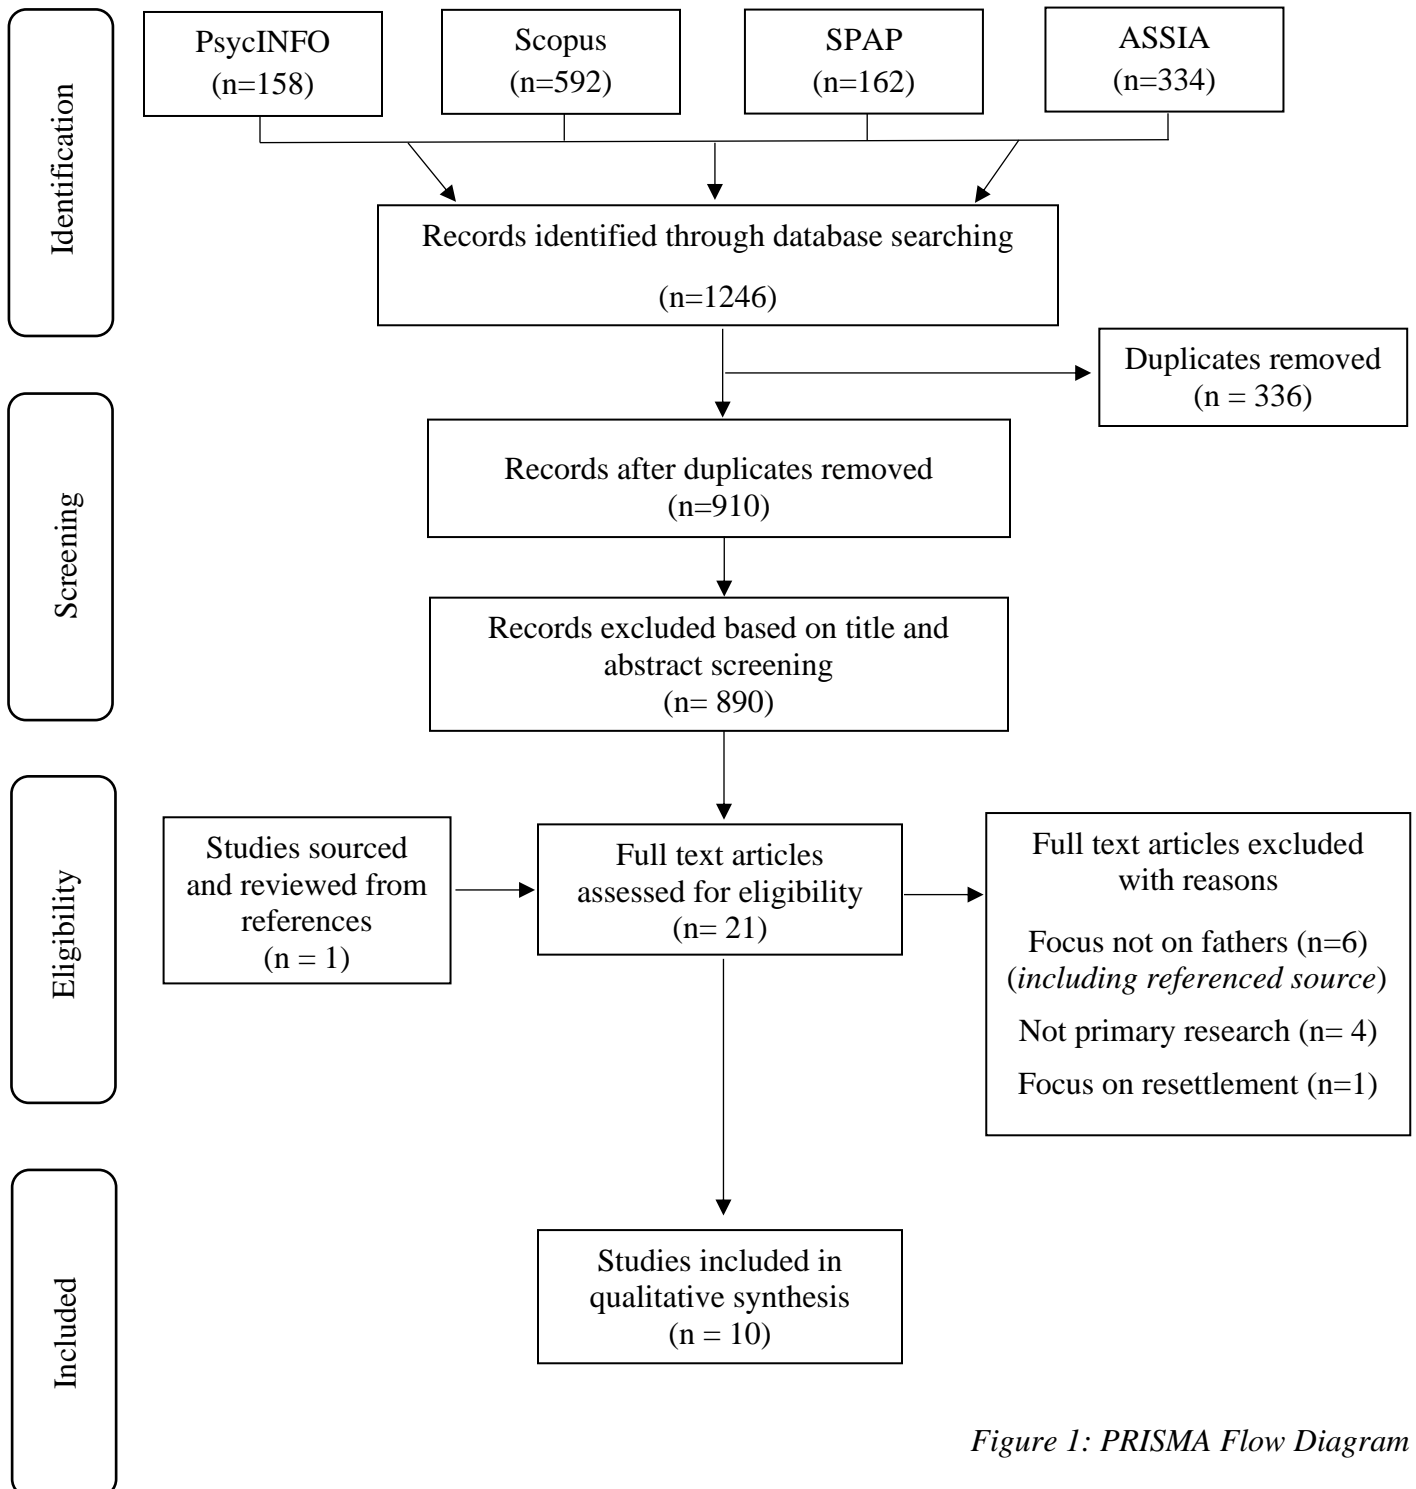 Identification
PsycINFO
(n=158)
Scopus
(n=592)
SPAP
(n=162)
ASSIA
(n=334)
Records identified through database searching
(n=1246)
Duplicates removed
(n = 336)
Screening
Records after duplicates removed
(n=910)
Records excluded based on title and
abstract screening
(n= 890)
Eligibility
Studies sourced
and reviewed from
references
(n = 1)
Full text articles
assessed for eligibility
(n= 21)
Full text articles excluded
with reasons
Focus not on fathers (n=6)
(including referenced source)
Not primary research (n= 4)
Focus on resettlement (n=1)
Included
Studies included in
qualitative synthesis
(n = 10)
Figure 1: PRISMA Flow Diagram